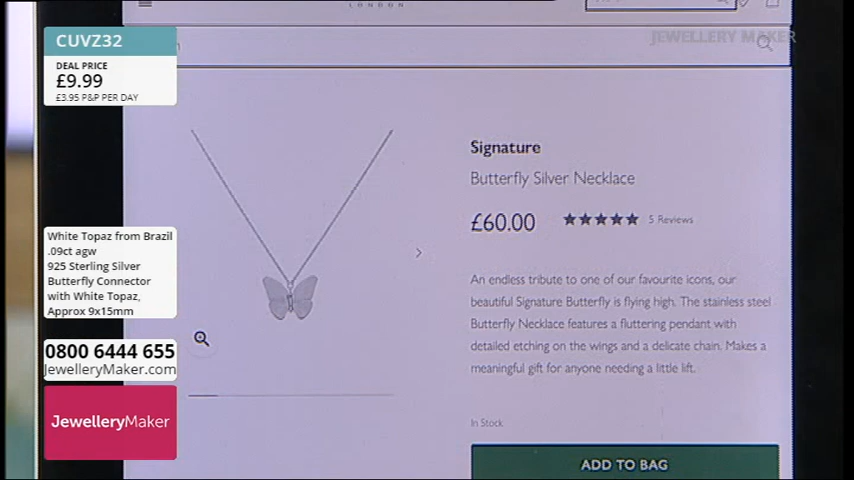 LONDON
JEWELLERY MAKER
CUVZ32
DEAL PRICE
£9.99
£3.95 P&P PER DAY
Signature
Butterfly Silver Necklace
£60.00
5 Reviews
An endless tribute to one of our favourite icons, our
beautiful Signature Butterfly is flying high. The stainless steel
Butterfly Necklace features a fluttering pendant with
detailed etching on the wings and a delicate chain. Makes a
meaningful gift for anyone needing a little lift.
In Stock
ADD TO BAG
White Topaz from Brazil
.09ct agw
925 Sterling Silver
Butterfly Connector
with White Topaz,
Approx 9x15mm
0800 6444 655
JewelleryMaker.com
JewelleryMaker